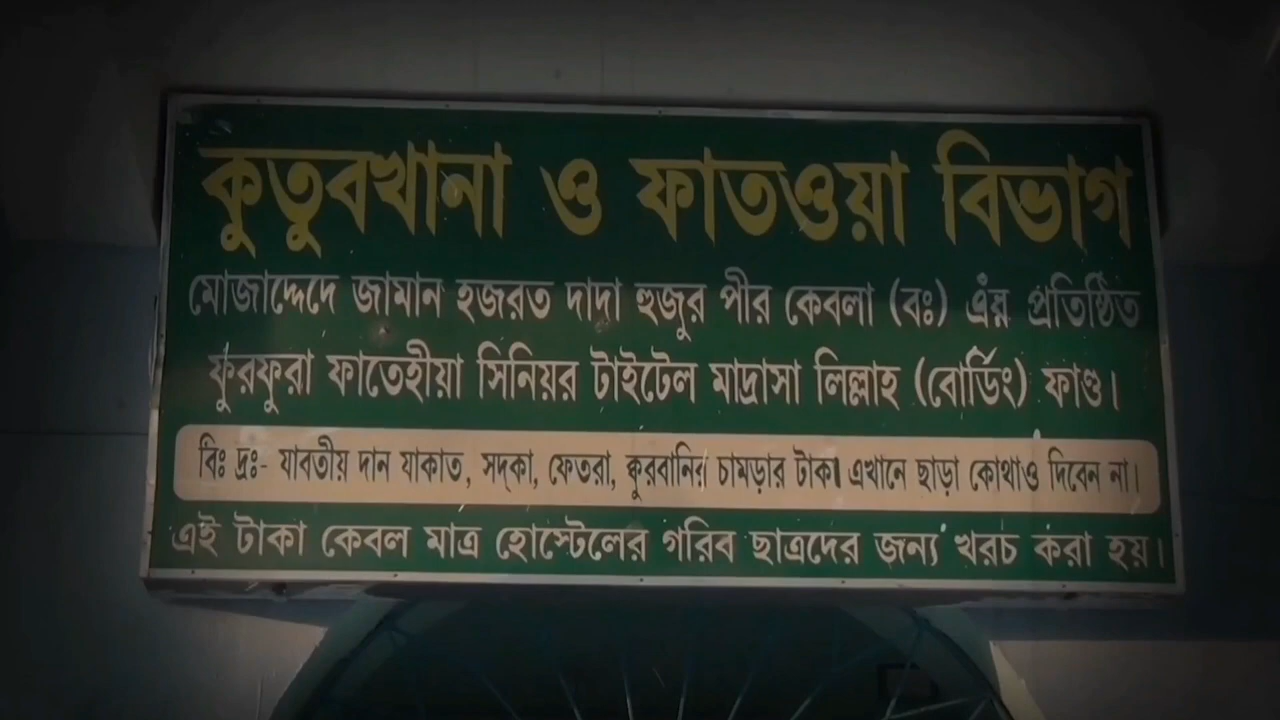 কুতুবখানা ও ফাতওয়া বিভাগ
মোজাদ্দেদে জামান হজরত দাদা হুজুর পীর কেবলা (বঃ) এঁর প্রতিষ্ঠিত
ফুরফুরা ফাতেহীয়া সিনিয়র টাইটেল মাদ্রাসা লিল্লাহ (বোর্ডিং) ফাণ্ড।
বিঃ দ্রঃ- যাবতীয় দান যাকাত, সদ্‌কা, ফেতরা, কুরবানির চামড়ার টাকা এখানে ছাড়া কোথাও দিবেন না।
এই টাকা কেবল মাত্র হোস্টেলের গরিব ছাত্রদের জন্য খরচ করা হয়।